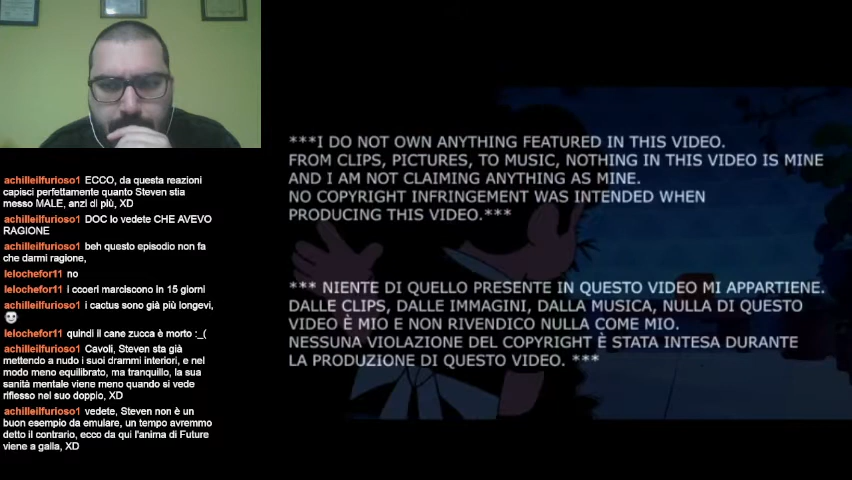 achilleilfurioso1 ECCO, da questa reazioni
capisci perfettamente quanto Steven stia
messo MALE, anzi di più, XD
achilleilfurioso1 DOC lo vedete CHE AVEVO
RAGIONE
achilleilfurioso1 beh questo episodio non fa
che darmi ragione,
lelochefor11 no
lelochefor11 i ccoeri marciscono in 15 giorni
achilleilfurioso1 i cactus sono già più longevi,
lelochefor11 quindi il cane zucca è morto :_(
achilleilfurioso1 Cavoli, Steven sta già
mettendo a nudo i suoi drammi interiori, e nel
modo meno equilibrato, ma tranquillo, la sua
sanità mentale viene meno quando si vede
riflesso nel suo doppio, XD
achilleilfurioso1 vedete, Steven non è un
buon esempio da emulare, un tempo avremmo
detto il contrario, ecco da qui l'anima di Future
viene a galla, XD
***I DO NOT OWN ANYTHING FEATURED IN THIS VIDEO.
FROM CLIPS, PICTURES, TO MUSIC, NOTHING IN THIS VIDEO IS MINE
AND I AM NOT CLAIMING ANYTHING AS MINE.
NO COPYRIGHT INFRINGEMENT WAS INTENDED WHEN
PRODUCING THIS VIDEO.***
*** NIENTE DI QUELLO PRESENTE IN QUESTO VIDEO MI APPARTIENE.
DALLE CLIPS, DALLE IMMAGINI, DALLA MUSICA, NULLA DI QUESTO
VIDEO È MIO E NON RIVENDICO NULLA COME MIO.
NESSUNA VIOLAZIONE DEL COPYRIGHT È STATA INTESA DURANTE
LA PRODUZIONE DI QUESTO VIDEO. ***